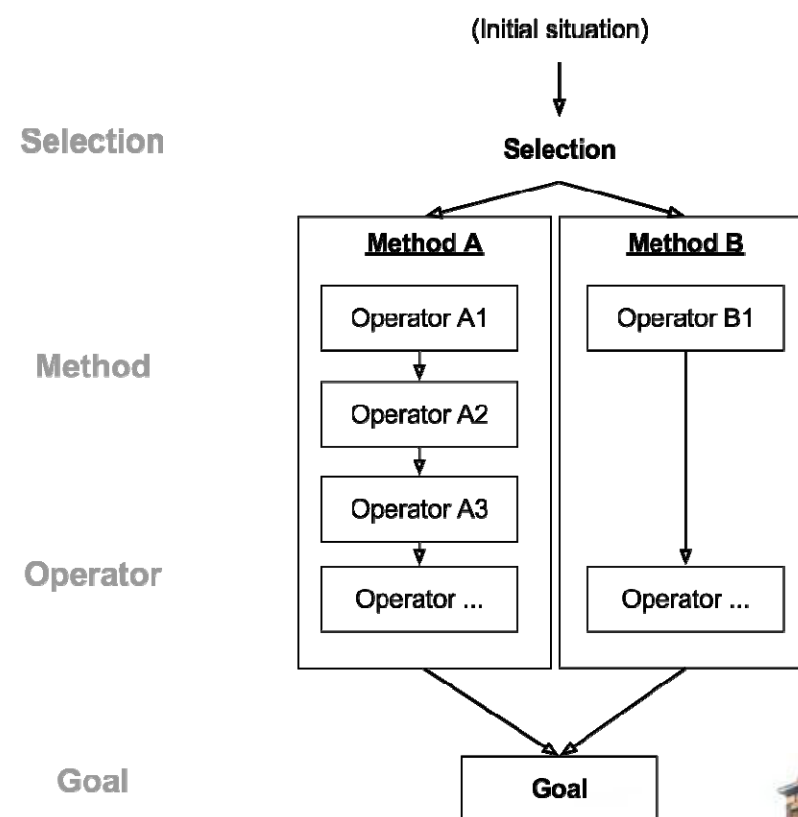 (Initial situation)
Selection
Selection
Method A
Method B
Operator A1
Operator B1
Method
Operator A2
Operator A3
Operator
Operator ...
Operator ...
Goal
Goal